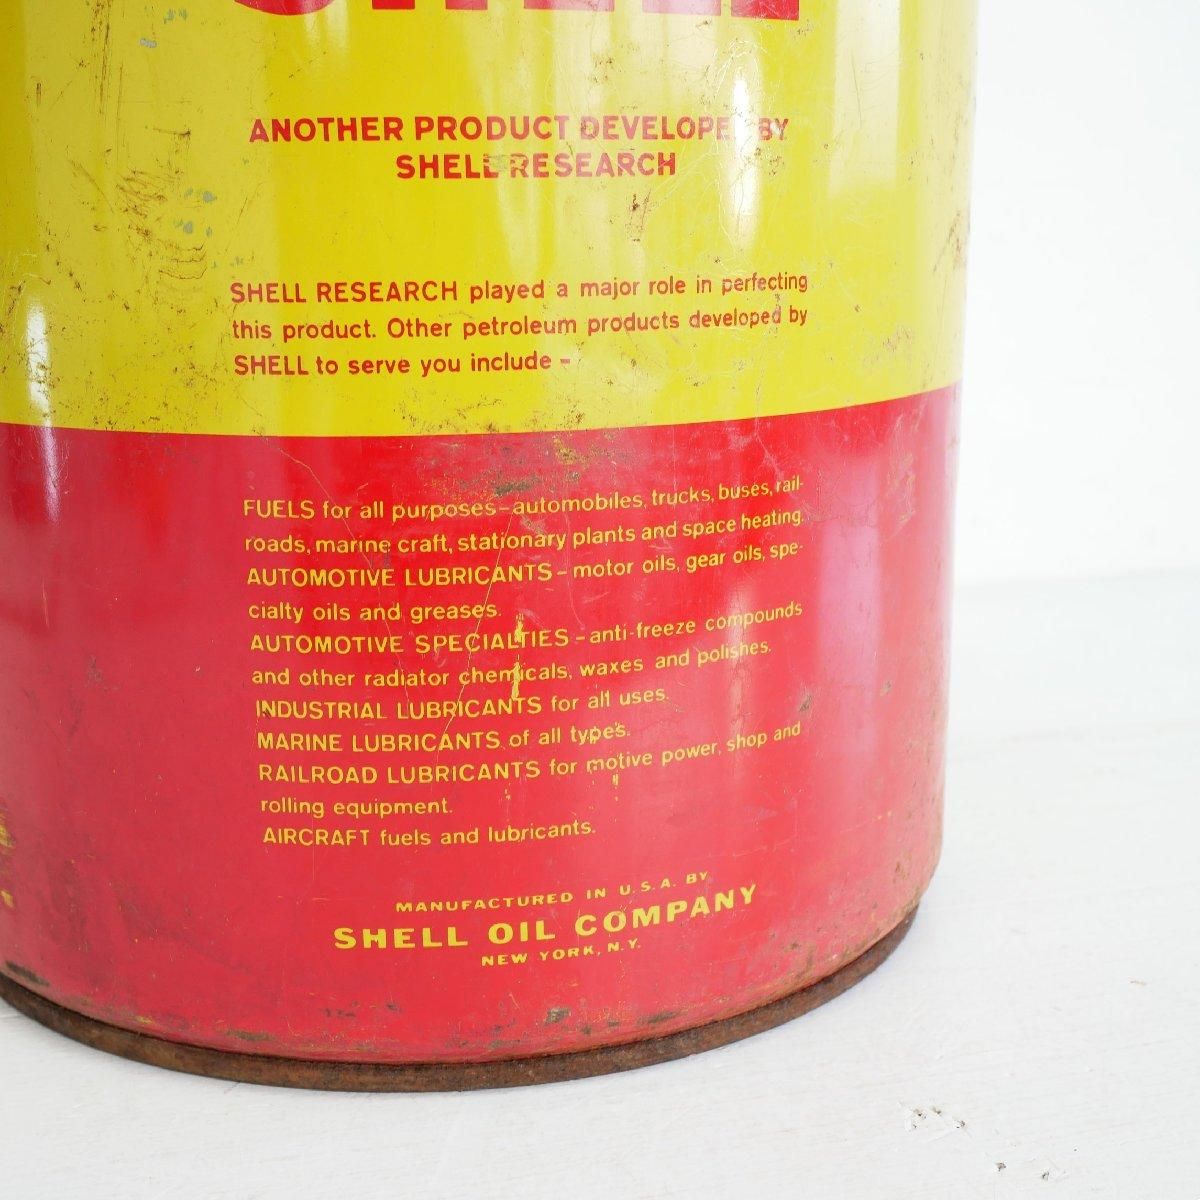 SHELL
ANOTHER PRODUCT DEVELOPED BY
SHELL RESEARCH
SHELL RESEARCH played a major role in perfecting
this product. Other petroleum products developed by
SHELL to serve you include -
FUELS for all purposes-automobiles, trucks, buses, rail-
roads, marine craft, stationary plants and space heating.
AUTOMOTIVE LUBRICANTS- motor oils, gear oils, spe-
cialty oils and greases.
AUTOMOTIVE SPECIALTIES-anti-freeze compounds
and other radiator chemicals, waxes and polishes.
INDUSTRIAL LUBRICANTS for all uses.
MARINE LUBRICANTS of all types.
RAILROAD LUBRICANTS for motive power, shop and
rolling equipment.
AIRCRAFT fuels and lubricants.
MANUFACTURED IN U.S.A. BY
SHELL OIL COMPANY
NEW YORK, N.Y.